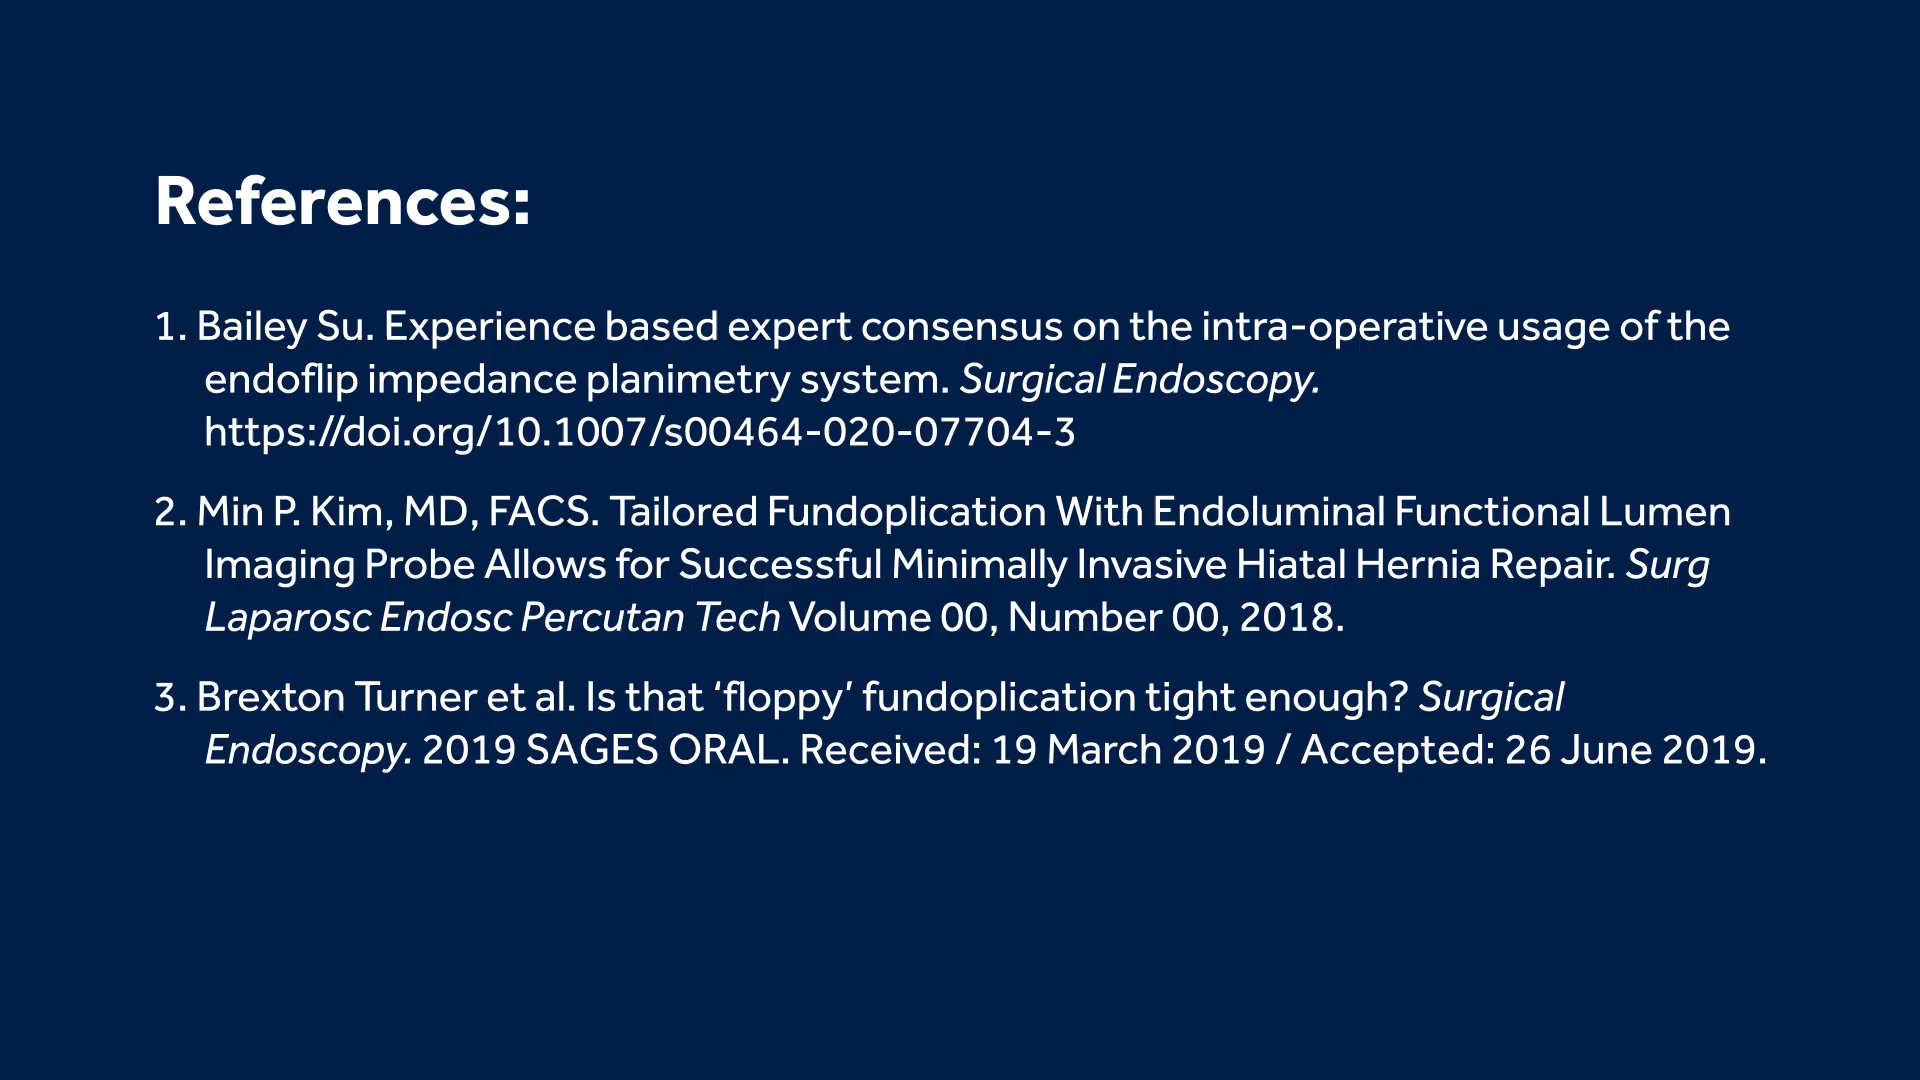 References:
1. Bailey Su. Experience based expert consensus on the intra-operative usage of the
endoflip impedance planimetry system. Surgical Endoscopy.
https://doi.org/10.1007/s00464-020-07704-3
2. Min P. Kim, MD, FACS. Tailored Fundoplication With Endoluminal Functional Lumen
Imaging Probe Allows for Successful Minimally Invasive Hiatal Hernia Repair. Surg
Laparosc Endosc Percutan Tech Volume 00, Number 00, 2018.
3. Brexton Turner et al. Is that ‘floppy’ fundoplication tight enough? Surgical
Endoscopy. 2019 SAGES ORAL. Received: 19 March 2019 / Accepted: 26 June 2019.